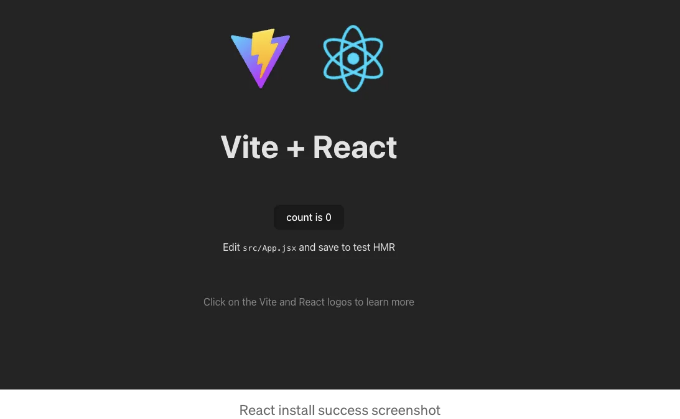 Vite + React
count is 0
Edit src/App.jsx and save to test HMR
Click on the Vite and React logos to learn more
React install success screenshot